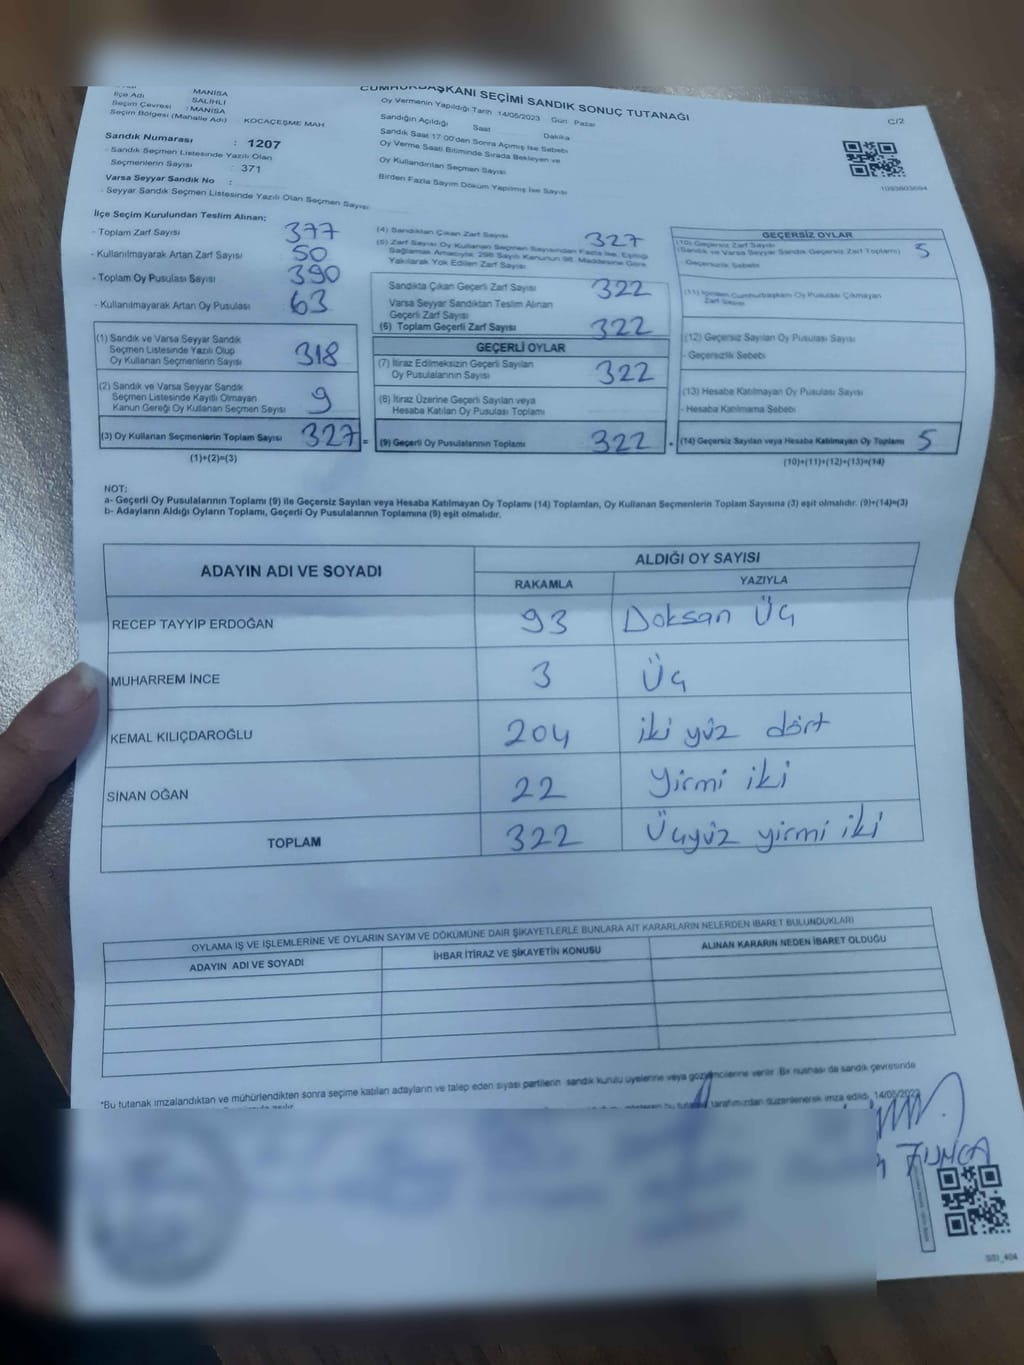 İlçe Adı MANİSA
Seçim Çevresi SALİHLİ
: MANİSA
Seçim Bölgesi (Mahalle Adı) KOCAÇEŞME MAH
Sandık Numarası : 1207
- Sandık Seçmen Listesinde Yazılı Olan
Seçmenlerin Sayısı : 371
Varsa Seyyar Sandık No :
- Seyyar Sandık Seçmen Listesinde Yazılı Olan Seçmen Sayısı
CUMHURBAŞKANI SEÇİMİ SANDIK SONUÇ TUTANAĞI
Oy Vermenin Yapıldığı Tarih 14/05/2023 Gün Pazar
Sandığın Açıldığı Saat Dakika
Sandık Saat 17.00'den Sonra Açılmış İse Sebebi
Oy Verme Saati Bitiminde Sırada Bekleyen ve
Oy Kullandırılan Seçmen Sayısı
Birden Fazla Sayım Döküm Yapılmış İse Sayısı
C/2
İlçe Seçim Kurulundan Teslim Alınan:
- Toplam Zarf Sayısı 377
- Kullanılmayarak Artan Zarf Sayısı 50
- Toplam Oy Pusulası Sayısı 390
- Kullanılmayarak Artan Oy Pusulası 63
(1) Sandık ve Varsa Seyyar Sandık
Seçmen Listesinde Yazılı Olup
Oy Kullanan Seçmenlerin Sayısı 318
(2) Sandık ve Varsa Seyyar Sandık
Seçmen Listesinde Kayıtlı Olmayan
Kanun Gereği Oy Kullanan Seçmen Sayısı 9
(3) Oy Kullanan Seçmenlerin Toplam Sayısı 327 =
(1)+(2)=(3)
(4) Sandıktan Çıkan Zarf Sayısı 327
(5) Zarf Sayısı Oy Kullanan Seçmen Sayısından Fazla İse, Eşitliği
Sağlamak Amacıyla, 298 Sayılı Kanunun 98. Maddesine Göre
Yakılarak Yok Edilen Zarf Sayısı
Sandıkta Çıkan Geçerli Zarf Sayısı 322
Varsa Seyyar Sandıktan Teslim Alınan
Geçerli Zarf Sayısı
(6) Toplam Geçerli Zarf Sayısı 322
GEÇERLİ OYLAR
(7) İtiraz Edilmeksizin Geçerli Sayılan
Oy Pusulalarının Sayısı 322
(8) İtiraz Üzerine Geçerli Sayılan veya
Hesaba Katılan Oy Pusulası Toplamı
(9) Geçerli Oy Pusulalarının Toplamı 322 +
GEÇERSİZ OYLAR
(10) Geçersiz Zarf Sayısı
(Sandık ve Varsa Seyyar Sandık Geçersiz Zarf Toplamı) 5
- Geçersizlik Sebebi
(11) İçinden Cumhurbaşkanı Oy Pusulası Çıkmayan
Zarf Sayısı
(12) Geçersiz Sayılan Oy Pusulası Sayısı
- Geçersizlik Sebebi
(13) Hesaba Katılmayan Oy Pusulası Sayısı
- Hesaba Katılmama Sebebi
(14) Geçersiz Sayılan veya Hesaba Katılmayan Oy Toplamı 5
(10)+(11)+(12)+(13)=(14)
NOT:
a- Geçerli Oy Pusulalarının Toplamı (9) ile Geçersiz Sayılan veya Hesaba Katılmayan Oy Toplamı (14) Toplamları, Oy Kullanan Seçmenlerin Toplam Sayısına (3) eşit olmalıdır. (9)+(14)=(3)
b- Adayların Aldığı Oyların Toplamı, Geçerli Oy Pusulalarının Toplamına (9) eşit olmalıdır.
ADAYIN ADI VE SOYADI ALDIĞI OY SAYISI
RAKAMLA YAZIYLA
RECEP TAYYİP ERDOĞAN 93 Doksan Üç
MUHARREM İNCE 3 Üç
KEMAL KILIÇDAROĞLU 204 iki yüz dört
SİNAN OĞAN 22 Yirmi iki
TOPLAM 322 Üçyüz yirmi iki
OYLAMA İŞ VE İŞLEMLERİNE VE OYLARIN SAYIM VE DÖKÜMÜNE DAİR ŞİKAYETLERLE BUNLARA AİT KARARLARIN NELERDEN İBARET BULUNDUKLARI
ADAYIN ADI VE SOYADI İHBAR İTİRAZ VE ŞİKAYETİN KONUSU ALINAN KARARIN NEDEN İBARET OLDUĞU
*Bu tutanak imzalandıktan ve mühürlendikten sonra seçime katılan adayların ve talep eden siyasi partilerin sandık kurulu üyelerine veya gözlemcilerine verilir. Bir nüshası da sandık çevresinde
bu tutanak tarafımızdan düzenlenerek imza edildi. 14/05/2023